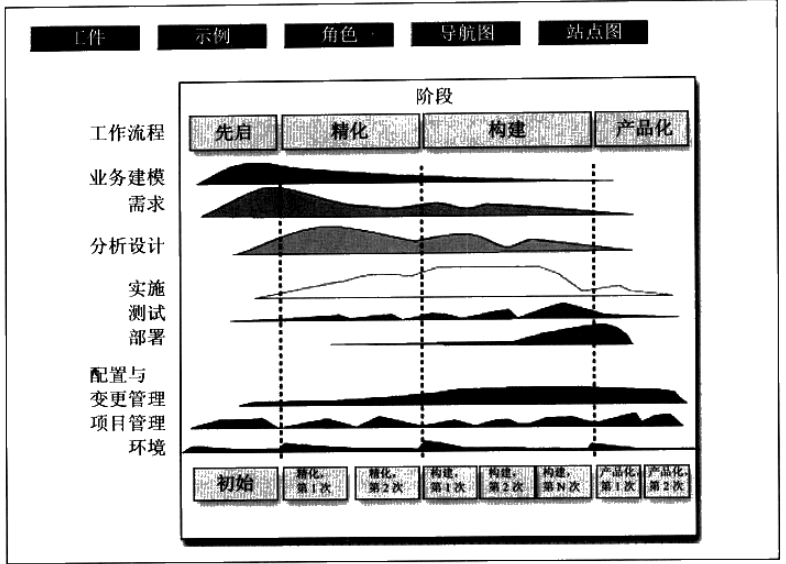 工件 示例 角色 导航图 站点图
阶段
工作流程 先启 精化 构建 产品化
业务建模
需求
分析设计
实施
测试
部署
配置与
变更管理
项目管理
环境
初始 精化, 精化, 构建, 构建, 构建, 产品化, 产品化,
第1次 第2次 第1次 第2次 第N次 第1次 第2次